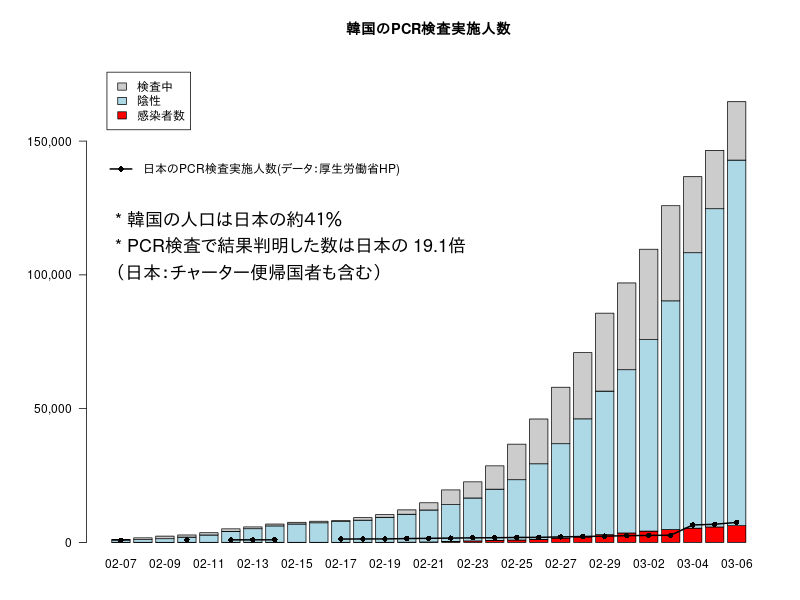 韓国のPCR検査実施人数
検査中
陰性
感染者数
日本のPCR検査実施人数(データ：厚生労働省HP)
* 韓国の人口は日本の約41%
* PCR検査で結果判明した数は日本の 19.1倍
（日本：チャーター便帰国者も含む）
150,000
100,000
50,000
0
02-07 02-09 02-11 02-13 02-15 02-17 02-19 02-21 02-23 02-25 02-27 02-29 03-02 03-04 03-06